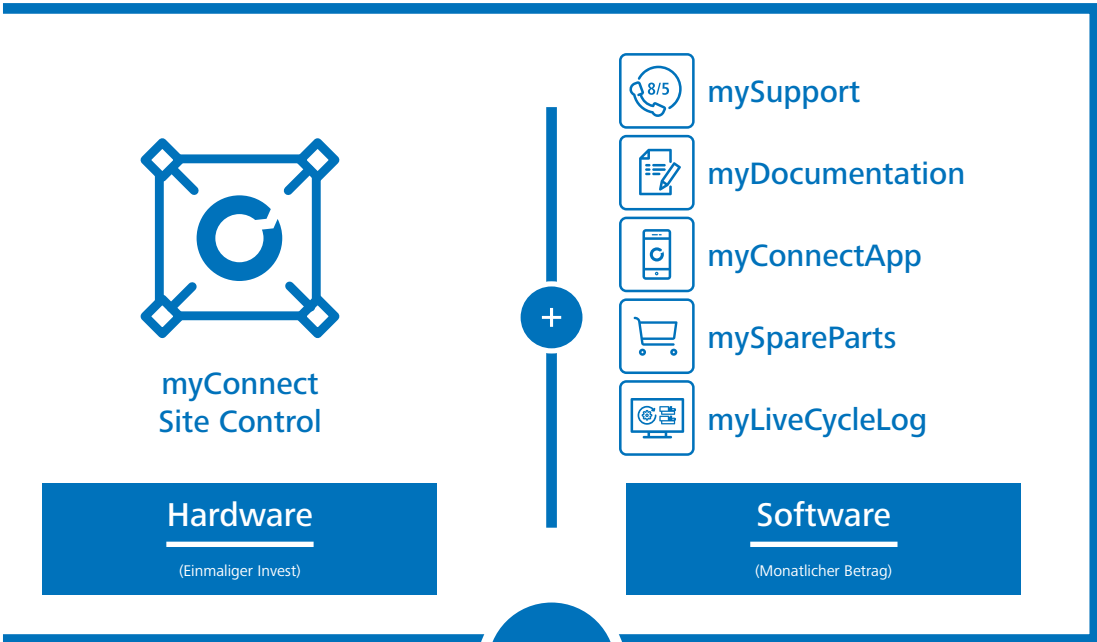 myConnect
Site Control
Hardware
(Einmaliger Invest)
+
8/5
mySupport
myDocumentation
myConnectApp
mySpareParts
myLiveCycleLog
Software
(Monatlicher Betrag)